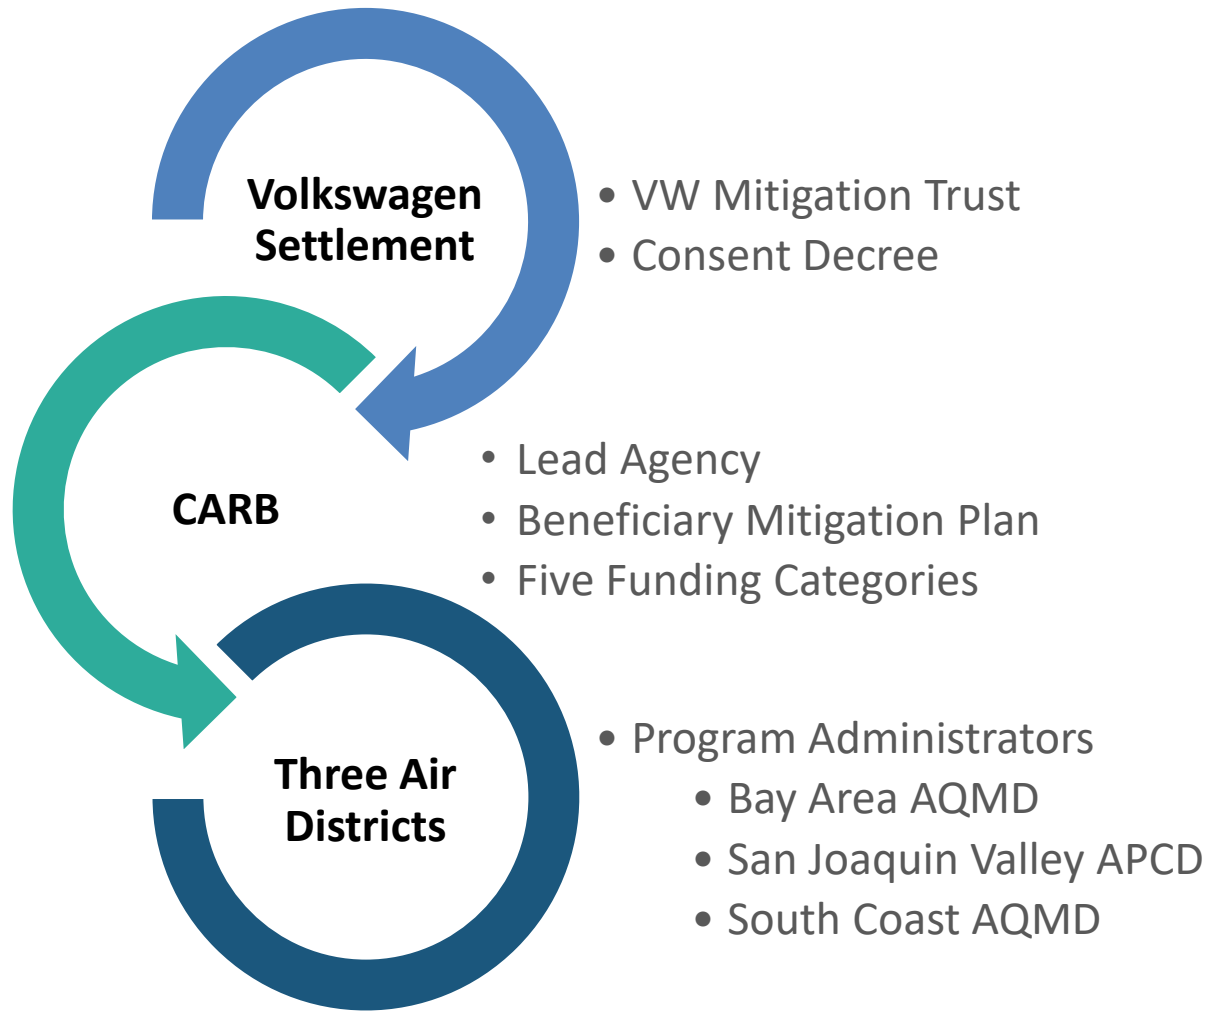 Volkswagen
Settlement
• VW Mitigation Trust
• Consent Decree
CARB
• Lead Agency
• Beneficiary Mitigation Plan
• Five Funding Categories
Three Air
Districts
• Program Administrators
• Bay Area AQMD
• San Joaquin Valley APCD
• South Coast AQMD